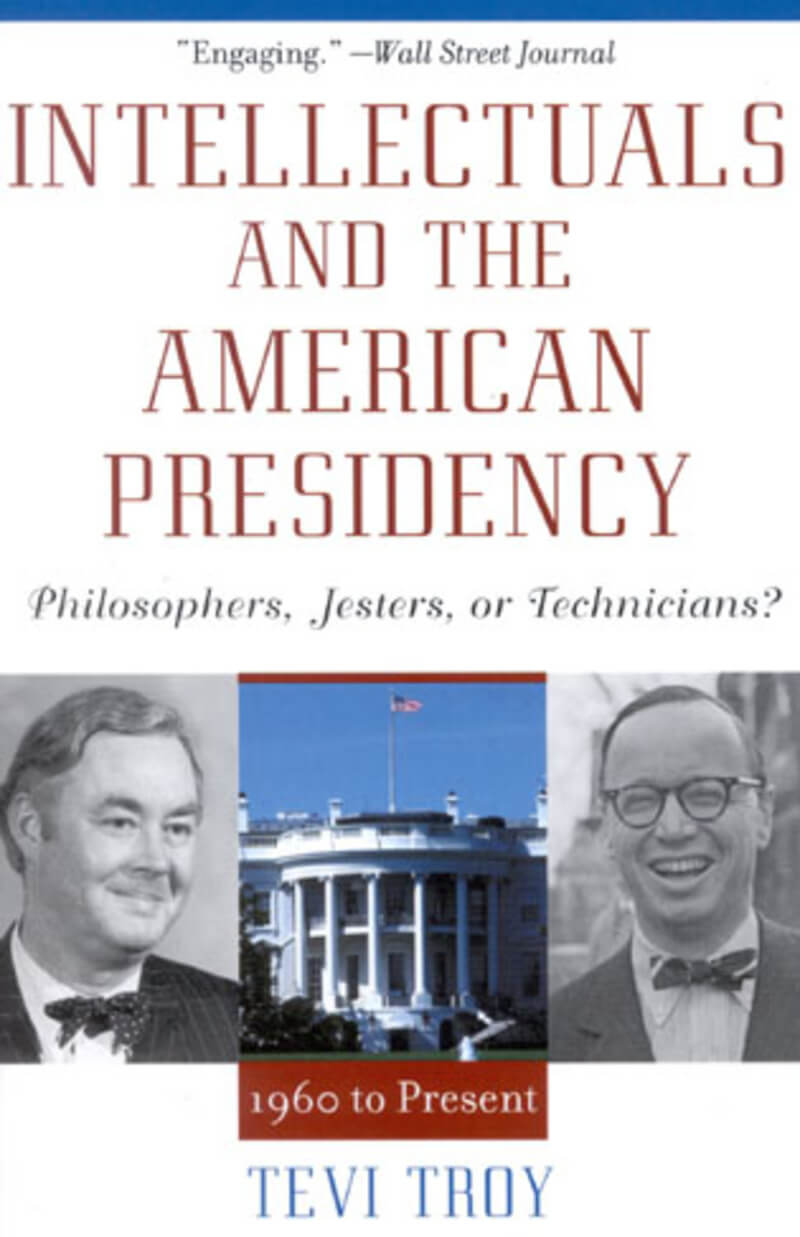 "Engaging." —Wall Street Journal
INTELLECTUALS
AND THE
AMERICAN
PRESIDENCY
Philosophers, Jesters, or Technicians?
1960 to Present
TEVI TROY